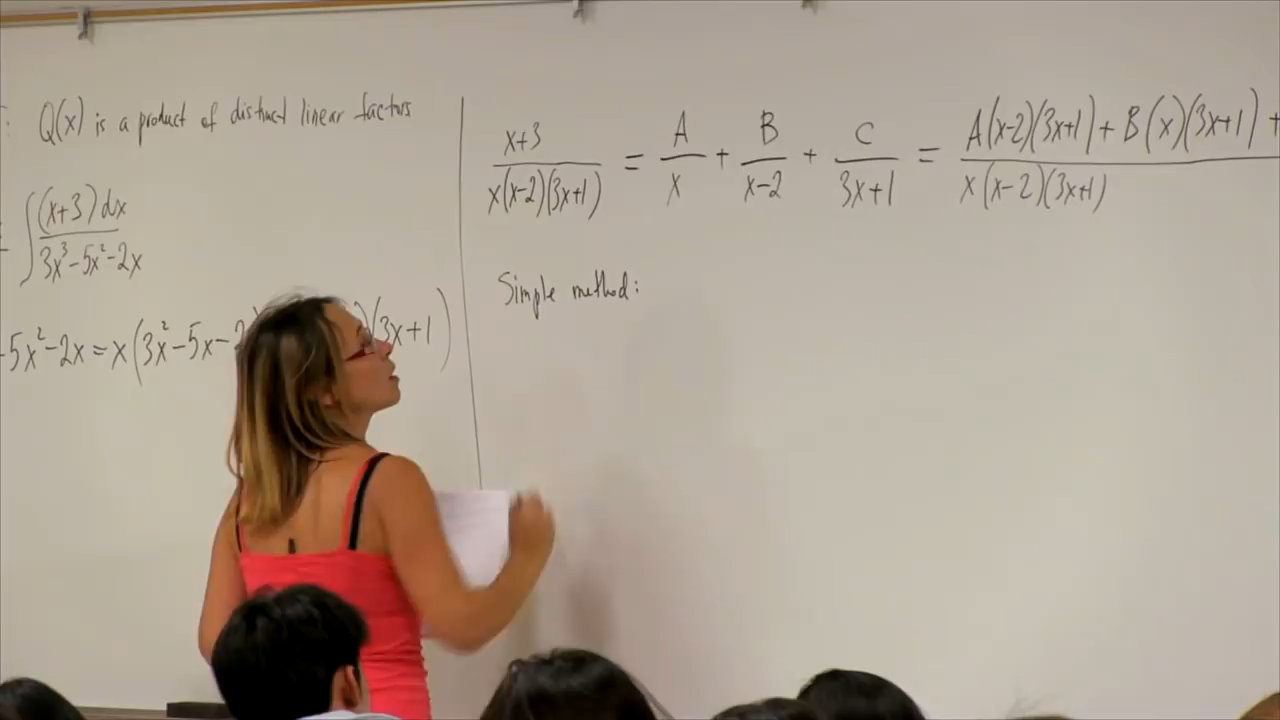 : Q(x) is a product of distinct linear factors
∫ (x+3) dx / 3x³-5x²-2x
-5x²-2x = x(3x²-5x-2 )(3x+1)
x+3 / x(x-2)(3x+1) = A / x + B / x-2 + C / 3x+1 = A(x-2)(3x+1) + B(x)(3x+1) + / x(x-2)(3x+1)
Simple method: